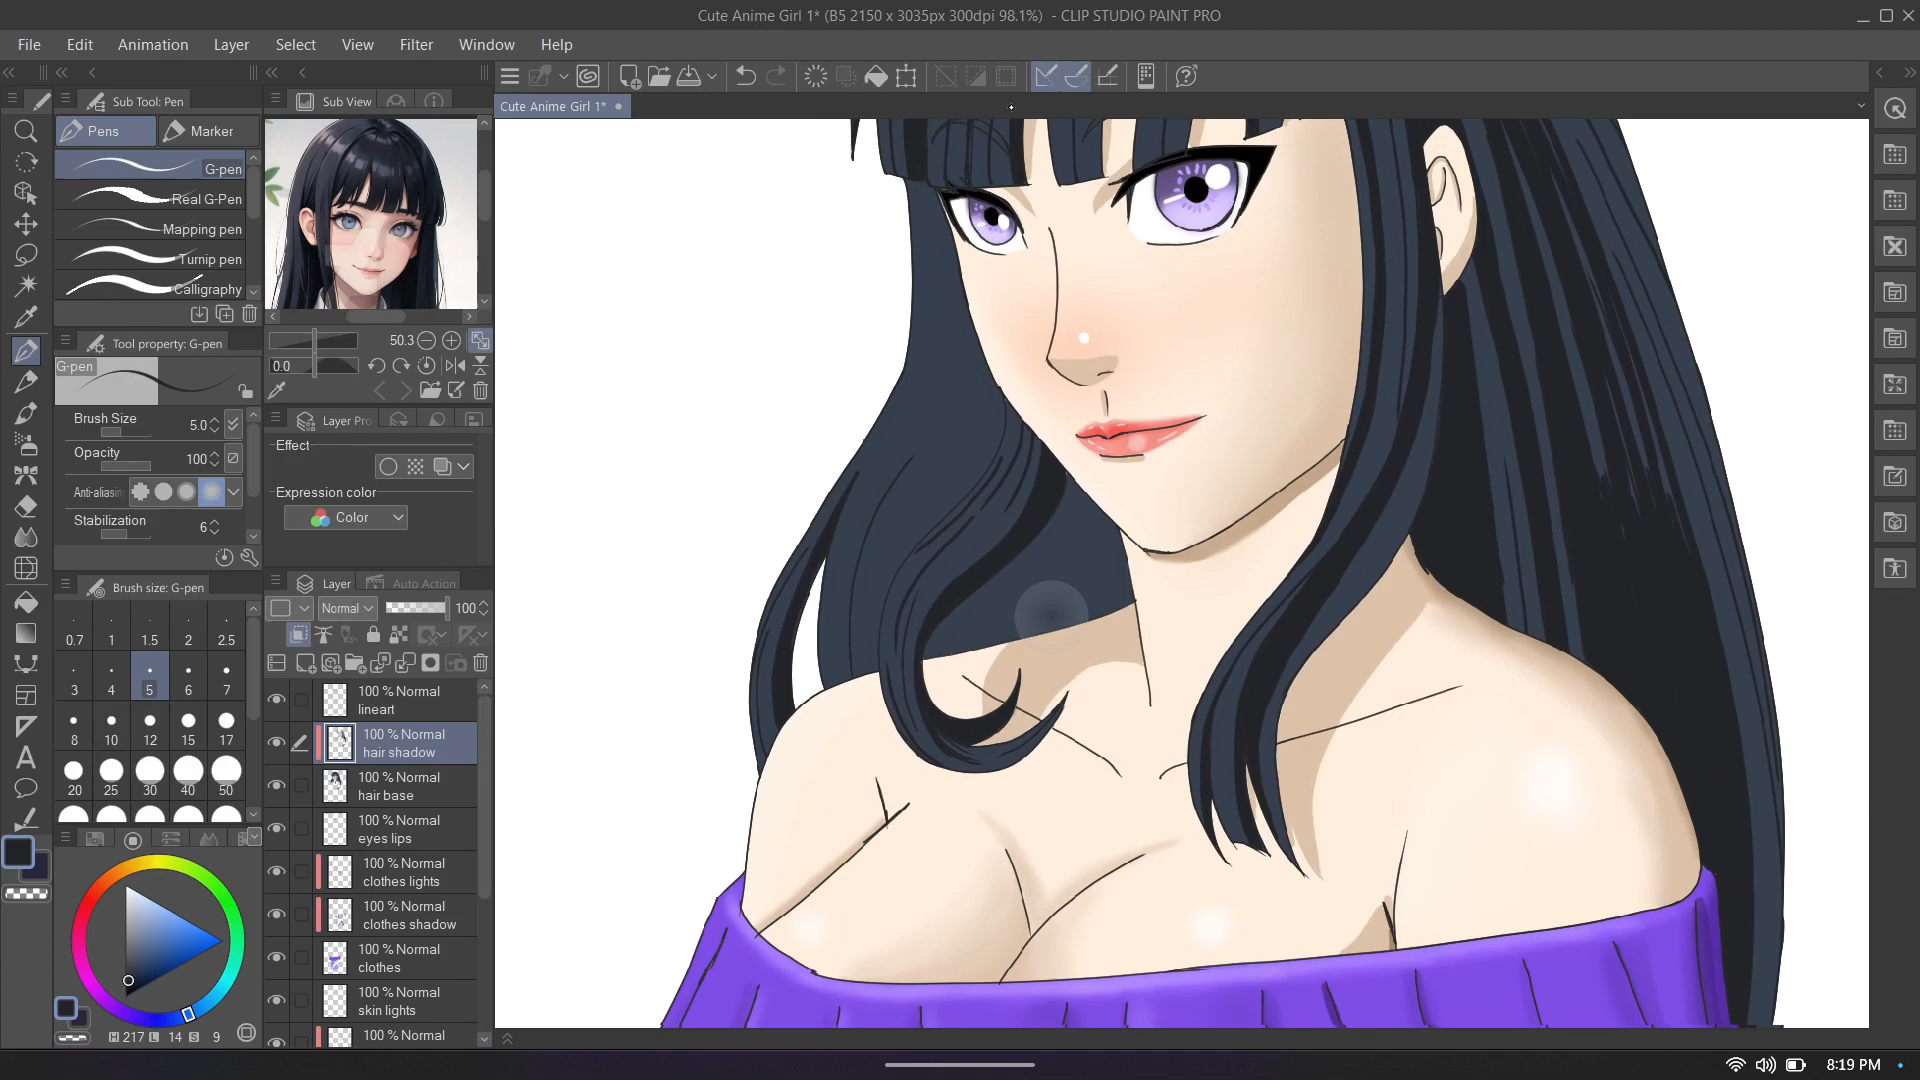 Cute Anime Girl 1* (B5 2150 x 3035px 300dpi 98.1%) - CLIP STUDIO PAINT PRO
File Edit Animation Layer Select View Filter Window Help
Sub Tool: Pen
Sub View
Cute Anime Girl 1*
Pens
Marker
G-pen
Real G-Pen
Mapping pen
Turnip pen
Calligraphy
Tool property: G-pen
G-pen
50.3
0.0
Brush Size 5.0
Opacity 100
Anti-aliasin
Stabilization 6
Layer Pro
Effect
Expression color
Color
Brush size: G-pen
0.7 1 1.5 2 2.5
3 4 5 6 7
8 10 12 15 17
20 25 30 40 50
Layer
Auto Action
Normal 100
100 % Normal
lineart
100 % Normal
hair shadow
100 % Normal
hair base
100 % Normal
eyes lips
100 % Normal
clothes lights
100 % Normal
clothes shadow
100 % Normal
clothes
100 % Normal
skin lights
100 % Normal
H 217 L 14 S 9
8:19 PM